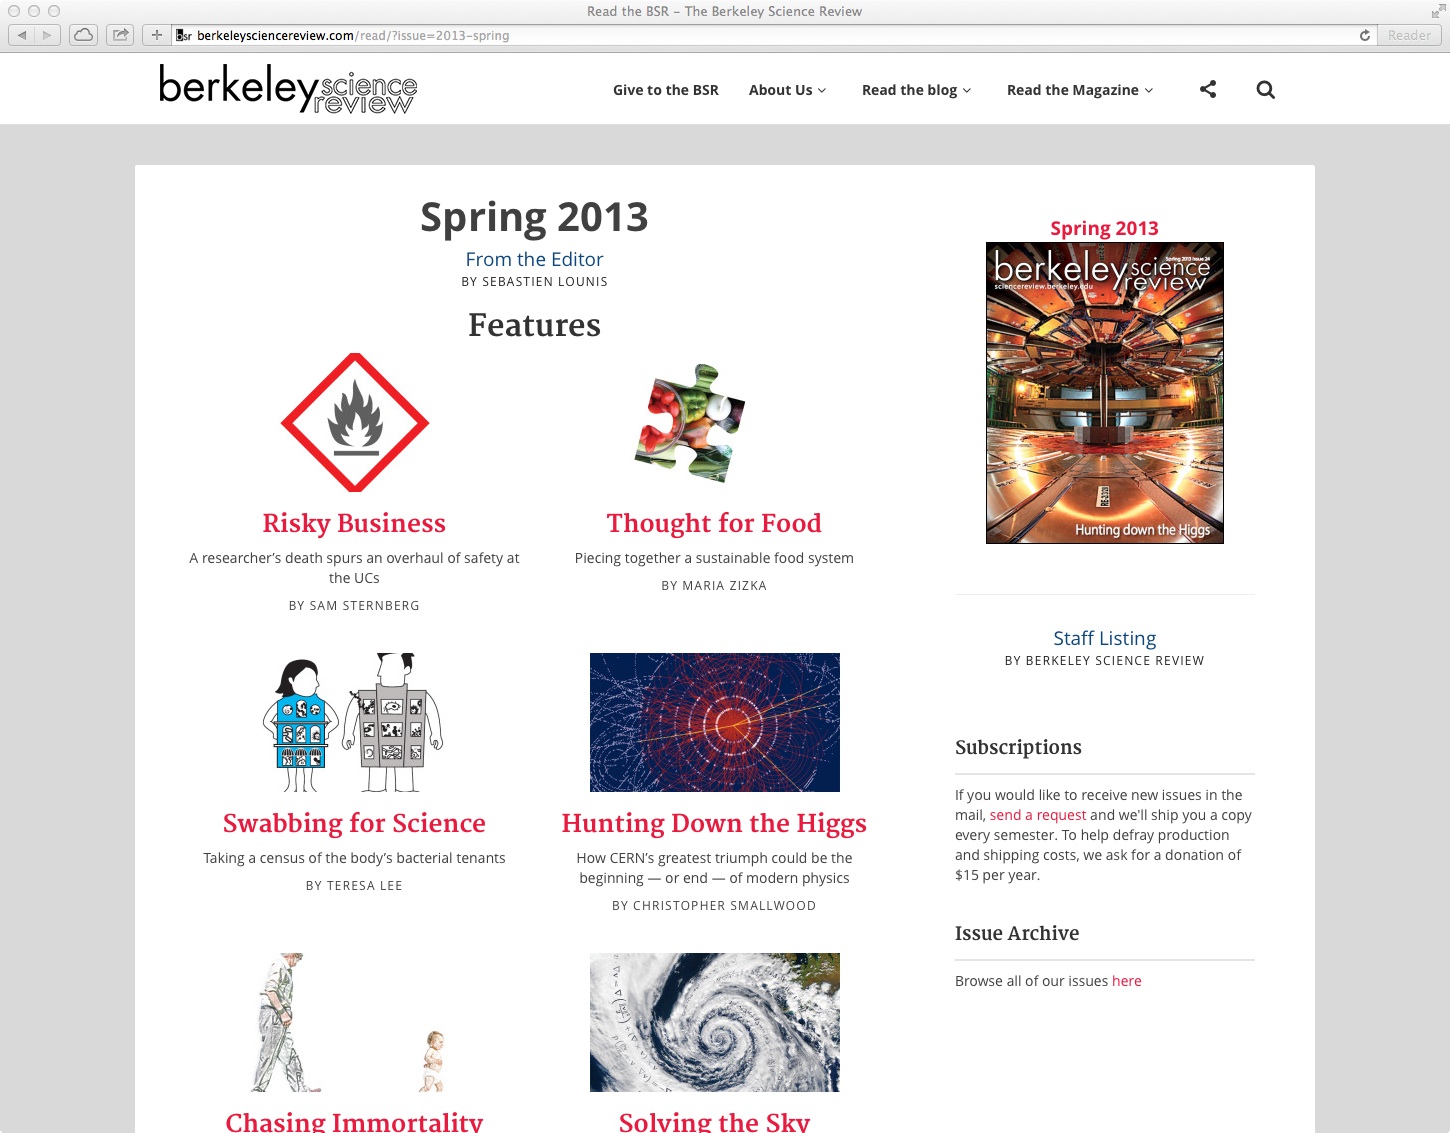 Read the BSR – The Berkeley Science Review
berkeleysciencereview.com/read/?issue=2013-spring
Reader
berkeley science review
Give to the BSR
About Us
Read the blog
Read the Magazine
Spring 2013
From the Editor
BY SEBASTIEN LOUNIS
Features
Risky Business
A researcher's death spurs an overhaul of safety at
the UCs
BY SAM STERNBERG
Thought for Food
Piecing together a sustainable food system
BY MARIA ZIZKA
Swabbing for Science
Taking a census of the body's bacterial tenants
BY TERESA LEE
Hunting Down the Higgs
How CERN's greatest triumph could be the
beginning — or end — of modern physics
BY CHRISTOPHER SMALLWOOD
Chasing Immortality
Solving the Sky
Spring 2013
Spring 2013 Issue 24
berkeley science
review
sciencereview.berkeley.edu
Hunting down the Higgs
Staff Listing
BY BERKELEY SCIENCE REVIEW
Subscriptions
If you would like to receive new issues in the
mail, send a request and we'll ship you a copy
every semester. To help defray production
and shipping costs, we ask for a donation of
$15 per year.
Issue Archive
Browse all of our issues here